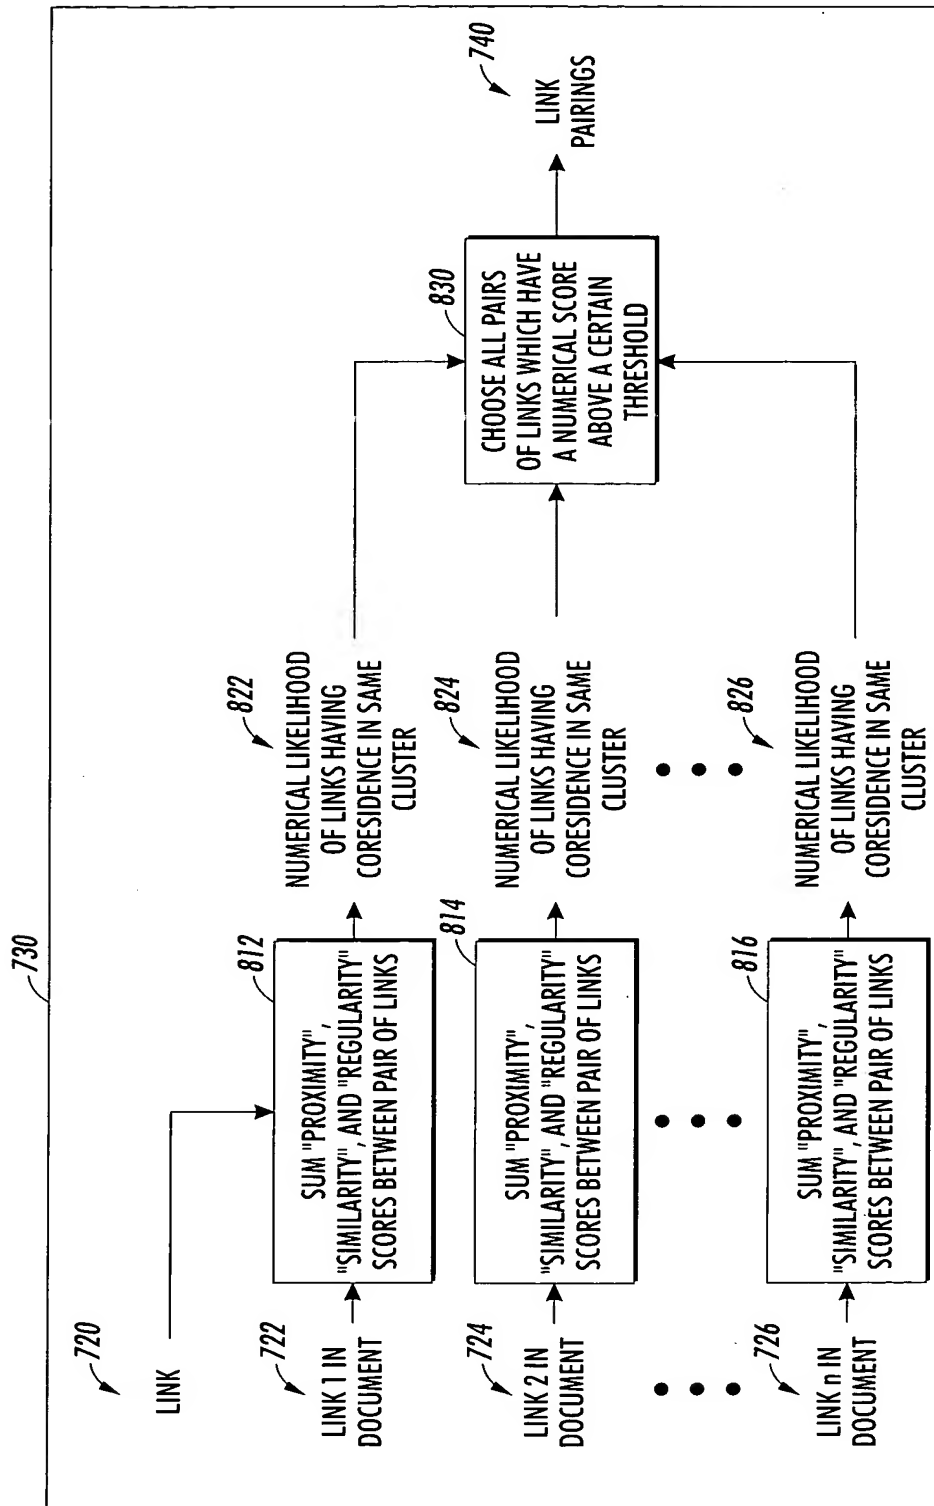 730
720
LINK
722
LINK 1 IN
DOCUMENT
812
SUM "PROXIMITY",
"SIMILARITY", AND "REGULARITY"
SCORES BETWEEN PAIR OF LINKS
822
NUMERICAL LIKELIHOOD
OF LINKS HAVING
CORESIDENCE IN SAME
CLUSTER
724
LINK 2 IN
DOCUMENT
814
SUM "PROXIMITY",
"SIMILARITY", AND "REGULARITY"
SCORES BETWEEN PAIR OF LINKS
824
NUMERICAL LIKELIHOOD
OF LINKS HAVING
CORESIDENCE IN SAME
CLUSTER
726
LINK n IN
DOCUMENT
816
SUM "PROXIMITY",
"SIMILARITY", AND "REGULARITY"
SCORES BETWEEN PAIR OF LINKS
826
NUMERICAL LIKELIHOOD
OF LINKS HAVING
CORESIDENCE IN SAME
CLUSTER
830
CHOOSE ALL PAIRS
OF LINKS WHICH HAVE
A NUMERICAL SCORE
ABOVE A CERTAIN
THRESHOLD
740
LINK
PAIRINGS